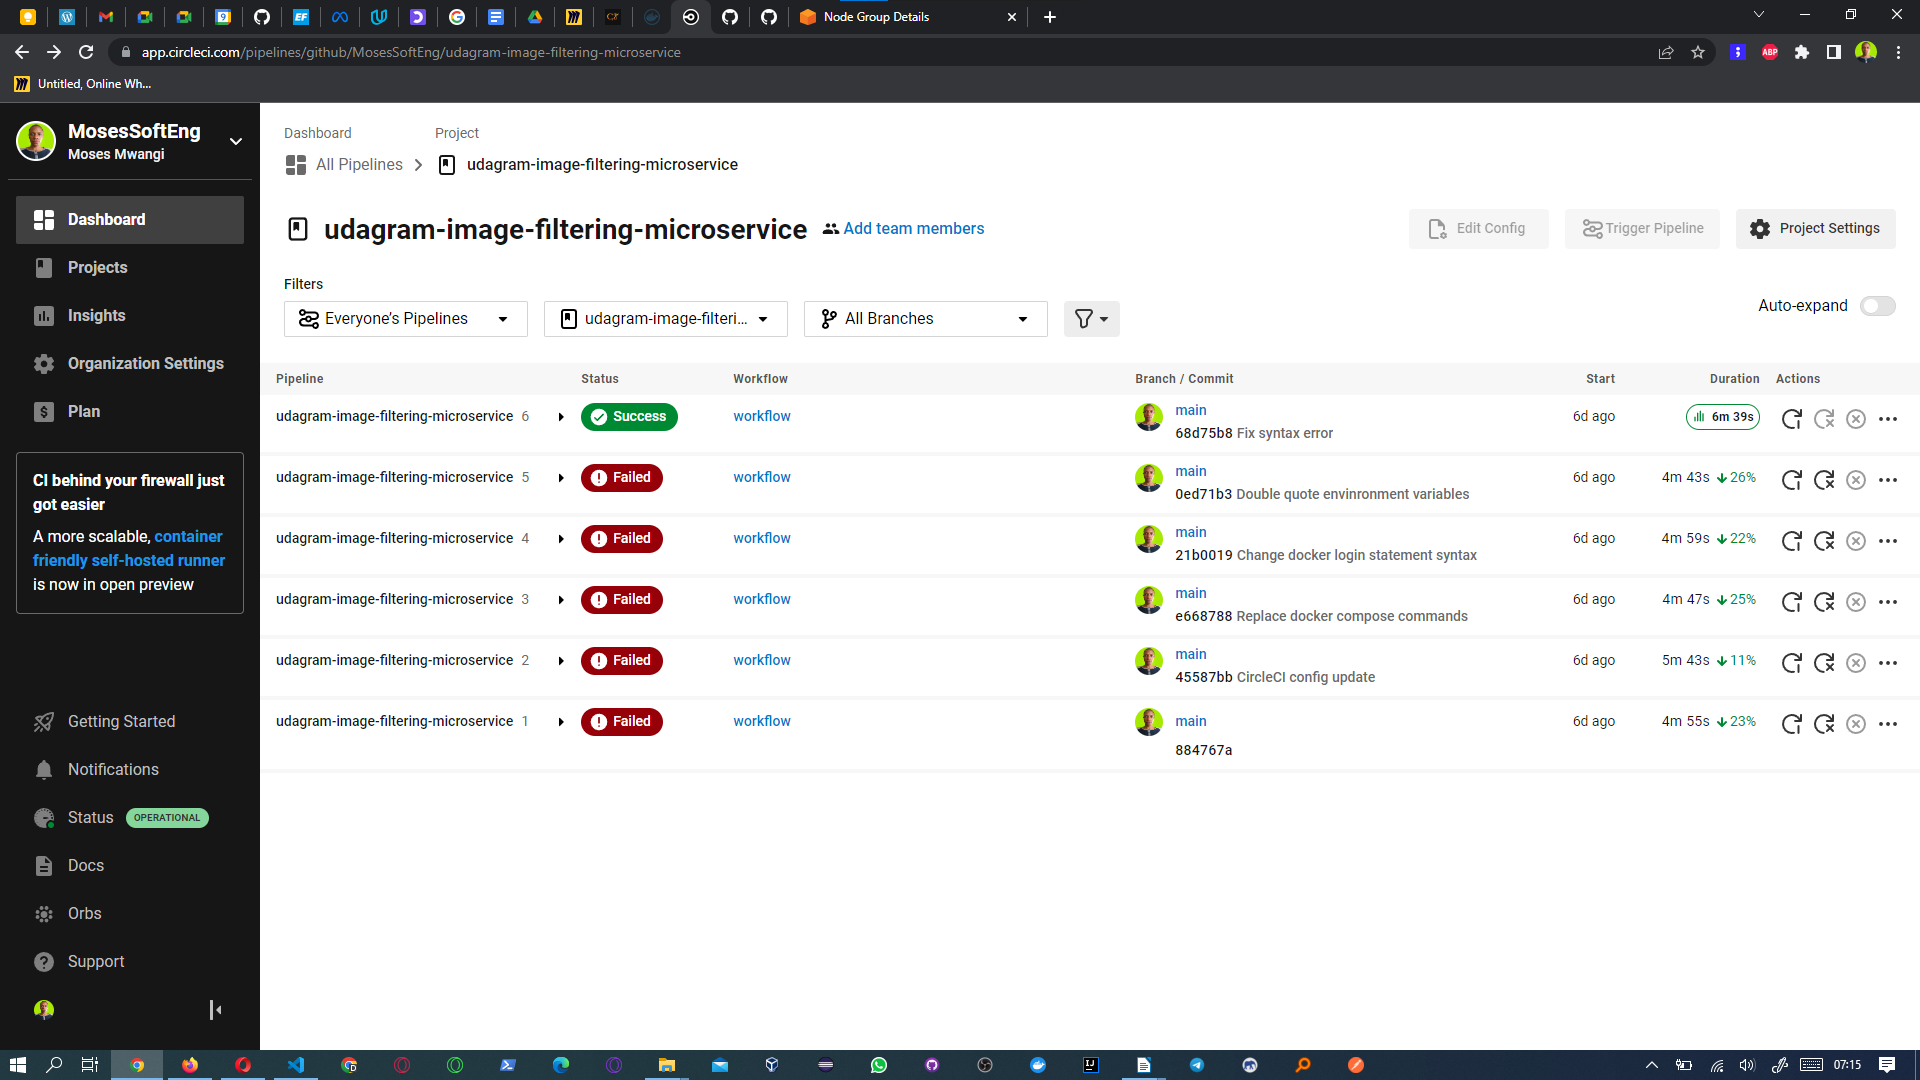 Node Group Details
app.circleci.com/pipelines/github/MosesSoftEng/udagram-image-filtering-microservice
Untitled, Online Wh...
MosesSoftEng
Moses Mwangi
Dashboard
Projects
Insights
Organization Settings
Plan
CI behind your firewall just
got easier
A more scalable, container
friendly self-hosted runner
is now in open preview
Getting Started
Notifications
Status OPERATIONAL
Docs
Orbs
Support
Dashboard Project
All Pipelines udagram-image-filtering-microservice
udagram-image-filtering-microservice Add team members
Edit Config Trigger Pipeline Project Settings
Filters
Everyone’s Pipelines udagram-image-filteri... All Branches
Auto-expand
Pipeline Status Workflow Branch / Commit Start Duration Actions
udagram-image-filtering-microservice 6 Success workflow main 6d ago 6m 39s
68d75b8 Fix syntax error
udagram-image-filtering-microservice 5 Failed workflow main 6d ago 4m 43s 26%
0ed71b3 Double quote envinronment variables
udagram-image-filtering-microservice 4 Failed workflow main 6d ago 4m 59s 22%
21b0019 Change docker login statement syntax
udagram-image-filtering-microservice 3 Failed workflow main 6d ago 4m 47s 25%
e668788 Replace docker compose commands
udagram-image-filtering-microservice 2 Failed workflow main 6d ago 5m 43s 11%
45587bb CircleCI config update
udagram-image-filtering-microservice 1 Failed workflow main 6d ago 4m 55s 23%
884767a
07:15